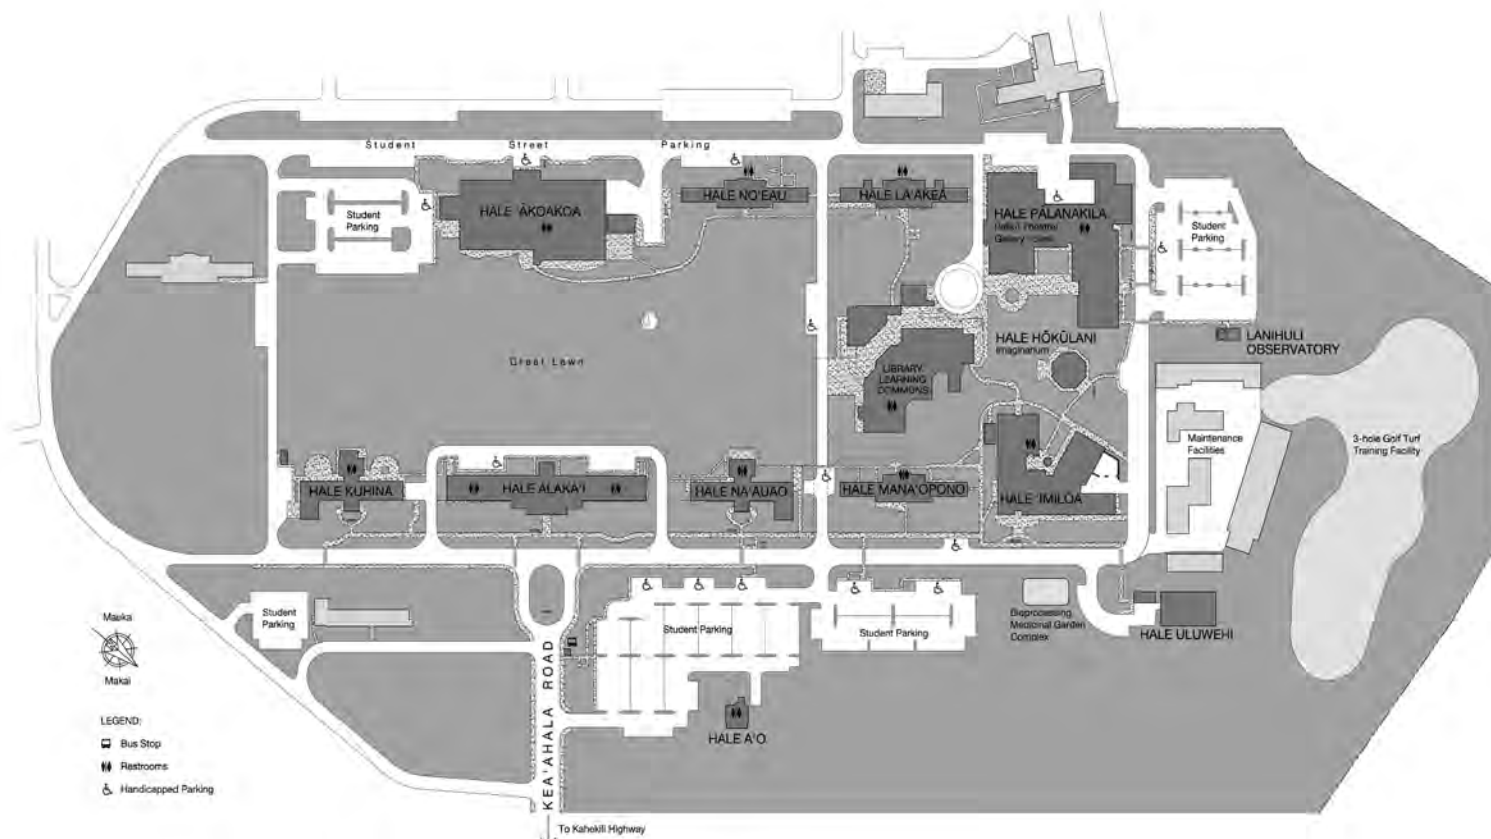 Student Street Parking
HALE 'ĀKOAKOA
HALE NO'EAU
HALE LA'AKEA
HALE PALANAKILA
Paliku Theatre/
Student
Parking
Student
Parking
HALE HŌKŪLANI
Imaginarium
LANIHULI
OBSERVATORY
Great Lawn
LIBRARY
LEARNING
COMMONS
Maintenance
Facilities
3-hole Golf Turf
Training Facility
HALE KUHINA
HALE ALAKA'I
HALE NA'AUAO
HALE MANA'OPONO
HALE 'IMILOA
Student
Parking
Student Parking
Student Parking
Bioprocessing
Medicinal Garden
Complex
HALE ULUWEHI
HALE A'O
KEA'AHALA ROAD
To Kahekili Highway
Mauka
Makai
LEGEND:
Bus Stop
Restrooms
Handicapped Parking